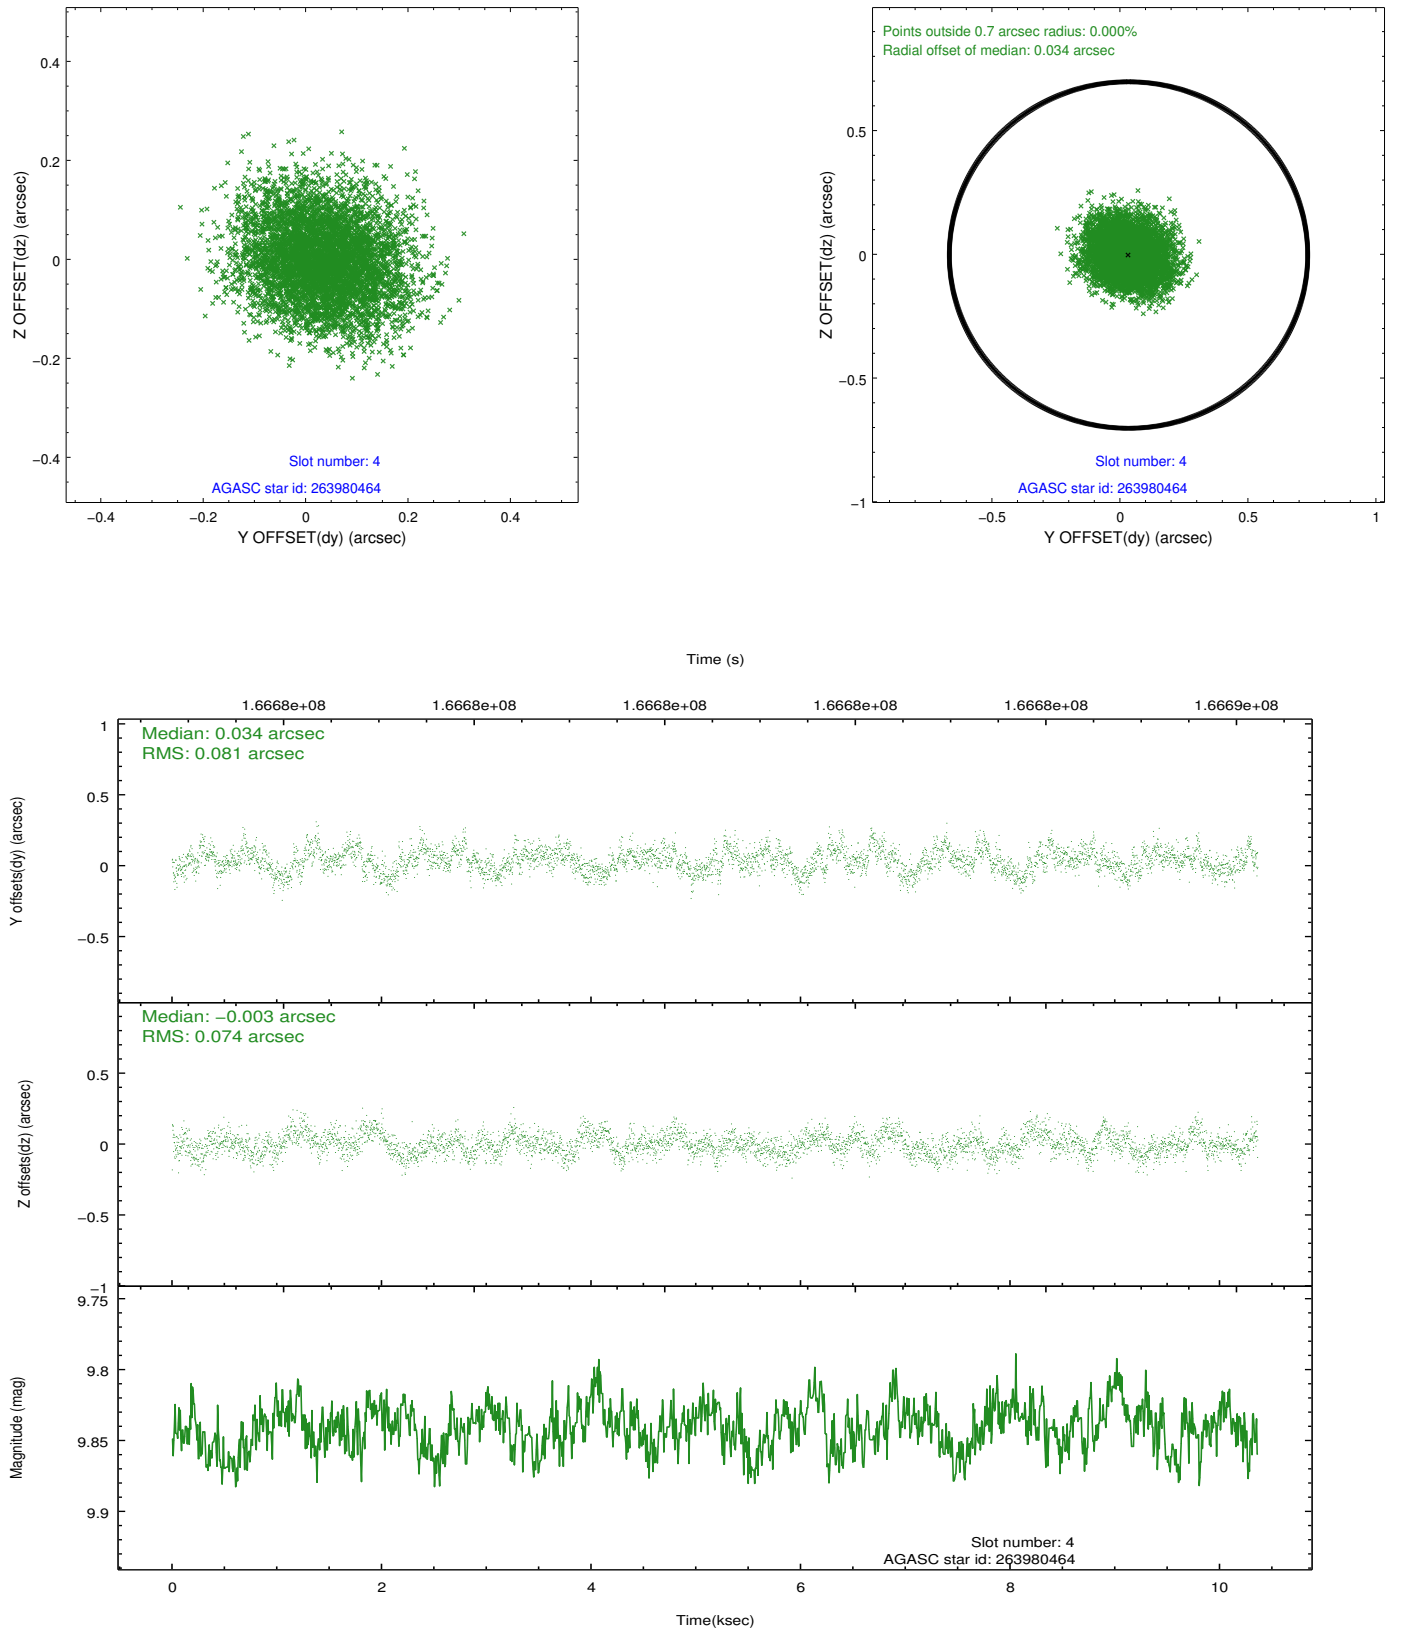 0.4
0.2
0
−0.2
−0.4
Z OFFSET(dz) (arcsec)
Slot number: 4
AGASC star id: 263980464
−0.4 −0.2 0 0.2 0.4
Y OFFSET(dy) (arcsec)
Points outside 0.7 arcsec radius: 0.000%
Radial offset of median: 0.034 arcsec
0.5
0
−0.5
−1
Z OFFSET(dz) (arcsec)
Slot number: 4
AGASC star id: 263980464
−0.5 0 0.5 1
Y OFFSET(dy) (arcsec)
Time (s)
1.6668e+08 1.6668e+08 1.6668e+08 1.6668e+08 1.6668e+08 1.6669e+08
Median: 0.034 arcsec
RMS: 0.081 arcsec
1
0.5
0
−0.5
Y offsets(dy) (arcsec)
Median: −0.003 arcsec
RMS: 0.074 arcsec
0.5
0
−0.5
−1
Z offsets(dz) (arcsec)
9.75
9.8
9.85
9.9
Magnitude (mag)
Slot number: 4
AGASC star id: 263980464
0 2 4 6 8 10
Time(ksec)